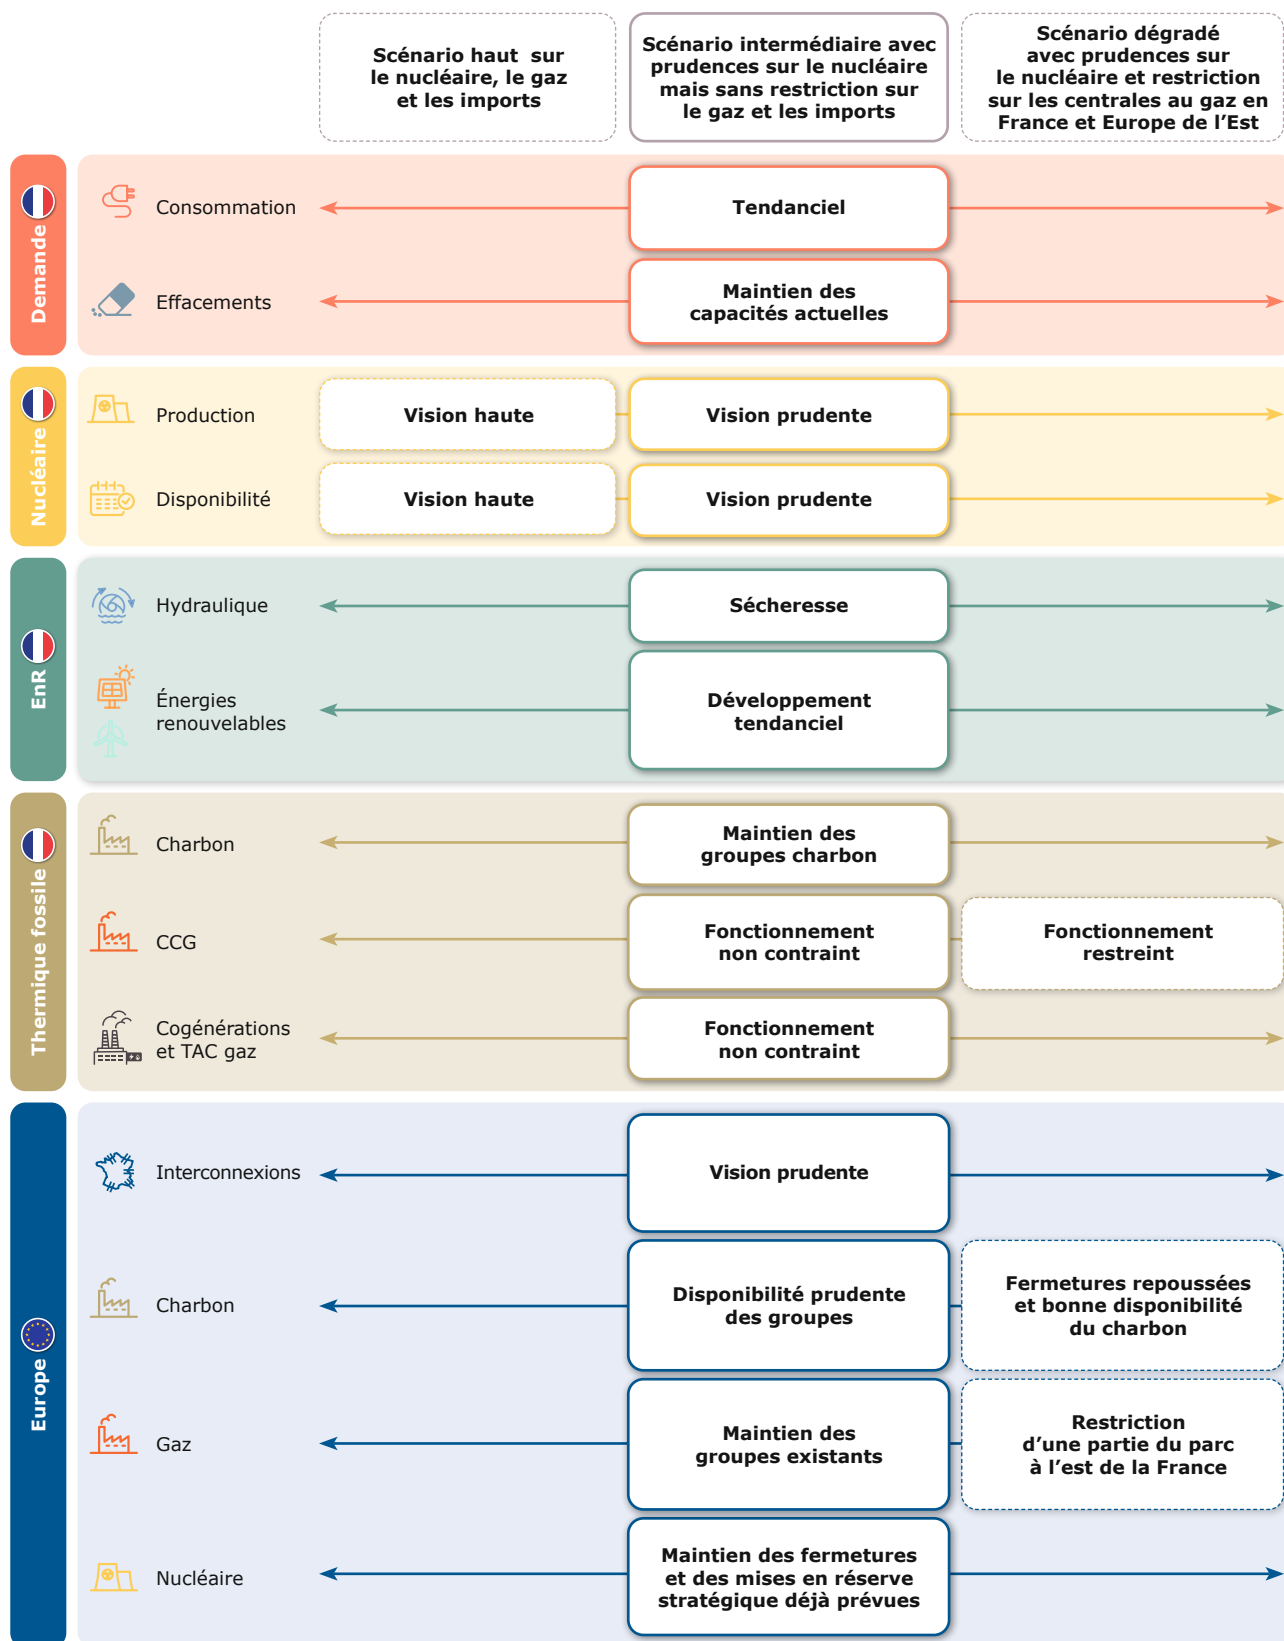 Scénario haut sur
le nucléaire, le gaz
et les imports
Scénario intermédiaire avec
prudences sur le nucléaire
mais sans restriction sur
le gaz et les imports
Scénario dégradé
avec prudences sur
le nucléaire et restriction
sur les centrales au gaz en
France et Europe de l'Est
Demande
Consommation
Tendanciel
Effacements
Maintien des
capacités actuelles
Nucléaire
Production
Vision haute
Vision prudente
Disponibilité
Vision haute
Vision prudente
EnR
Hydraulique
Sécheresse
Énergies
renouvelables
Développement
tendanciel
Thermique fossile
Charbon
Maintien des
groupes charbon
CCG
Fonctionnement
non contraint
Fonctionnement
restreint
Cogénérations
et TAC gaz
Fonctionnement
non contraint
Europe
Interconnexions
Vision prudente
Charbon
Disponibilité prudente
des groupes
Fermetures repoussées
et bonne disponibilité
du charbon
Gaz
Maintien des
groupes existants
Restriction
d'une partie du parc
à l'est de la France
Nucléaire
Maintien des fermetures
et des mises en réserve
stratégique déjà prévues